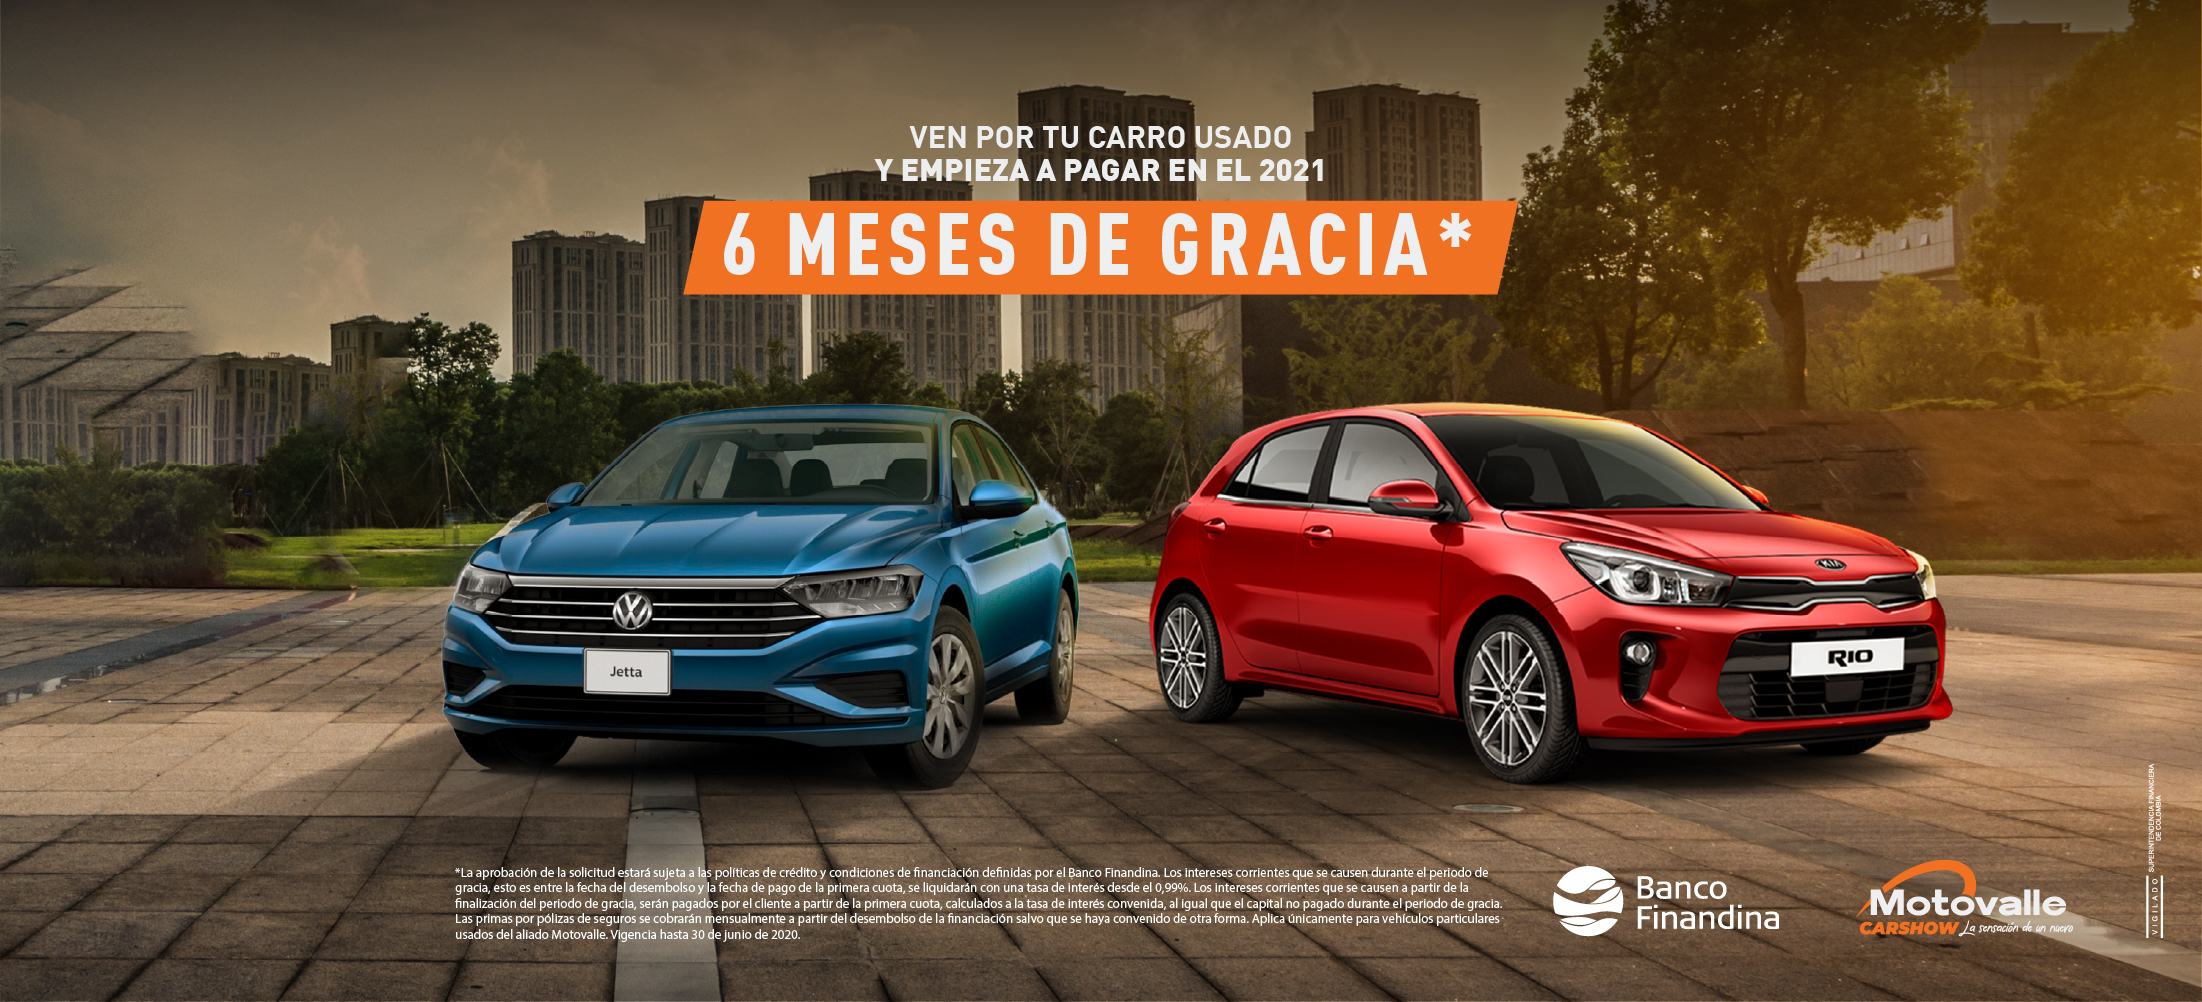 VEN POR TU CARRO USADO
Y EMPIEZA A PAGAR EN EL 2021
6 MESES DE GRACIA*
Jetta
KIA
RIO
*La aprobación de la solicitud estará sujeta a las políticas de crédito y condiciones de financiación definidas por el Banco Finandina. Los intereses corrientes que se causen durante el periodo de
gracia, esto es entre la fecha del desembolso y la fecha de pago de la primera cuota, se liquidarán con una tasa de interés desde el 0,99%. Los intereses corrientes que se causen a partir de la
finalización del periodo de gracia, serán pagados por el cliente a partir de la primera cuota, calculados a la tasa de interés convenida, al igual que el capital no pagado durante el periodo de gracia.
Las primas por pólizas de seguros se cobrarán mensualmente a partir del desembolso de la financiación salvo que se haya convenido de otra forma. Aplica únicamente para vehículos particulares
usados del aliado Motovalle. Vigencia hasta 30 de junio de 2020.
Banco
Finandina
Motovalle
CARSHOW La sensación de un nuevo
VIGILADO SUPERINTENDENCIA FINANCIERA
DE COLOMBIA